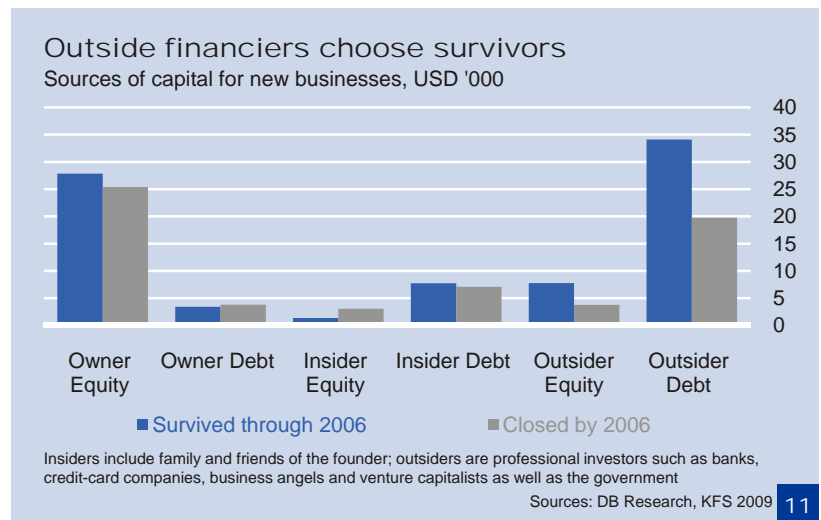 Outside financiers choose survivors
Sources of capital for new businesses, USD '000
40
35
30
25
20
15
10
5
0
Owner Equity
Owner Debt
Insider Equity
Insider Debt
Outsider Equity
Outsider Debt
Survived through 2006
Closed by 2006
Insiders include family and friends of the founder; outsiders are professional investors such as banks,
credit-card companies, business angels and venture capitalists as well as the government
Sources: DB Research, KFS 2009
11